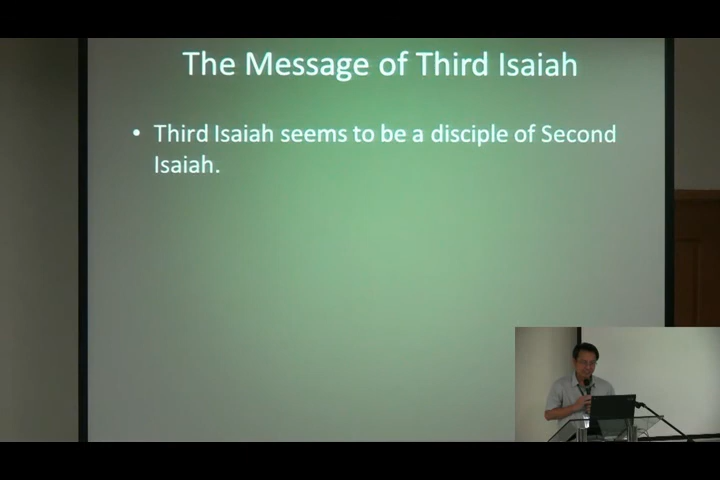 The Message of Third Isaiah
• Third Isaiah seems to be a disciple of Second
Isaiah.